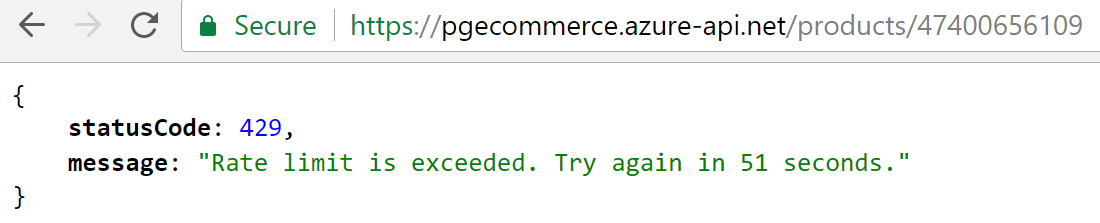 Secure https://pgecommerce.azure-api.net/products/47400656109
{
statusCode: 429,
message: "Rate limit is exceeded. Try again in 51 seconds."
}